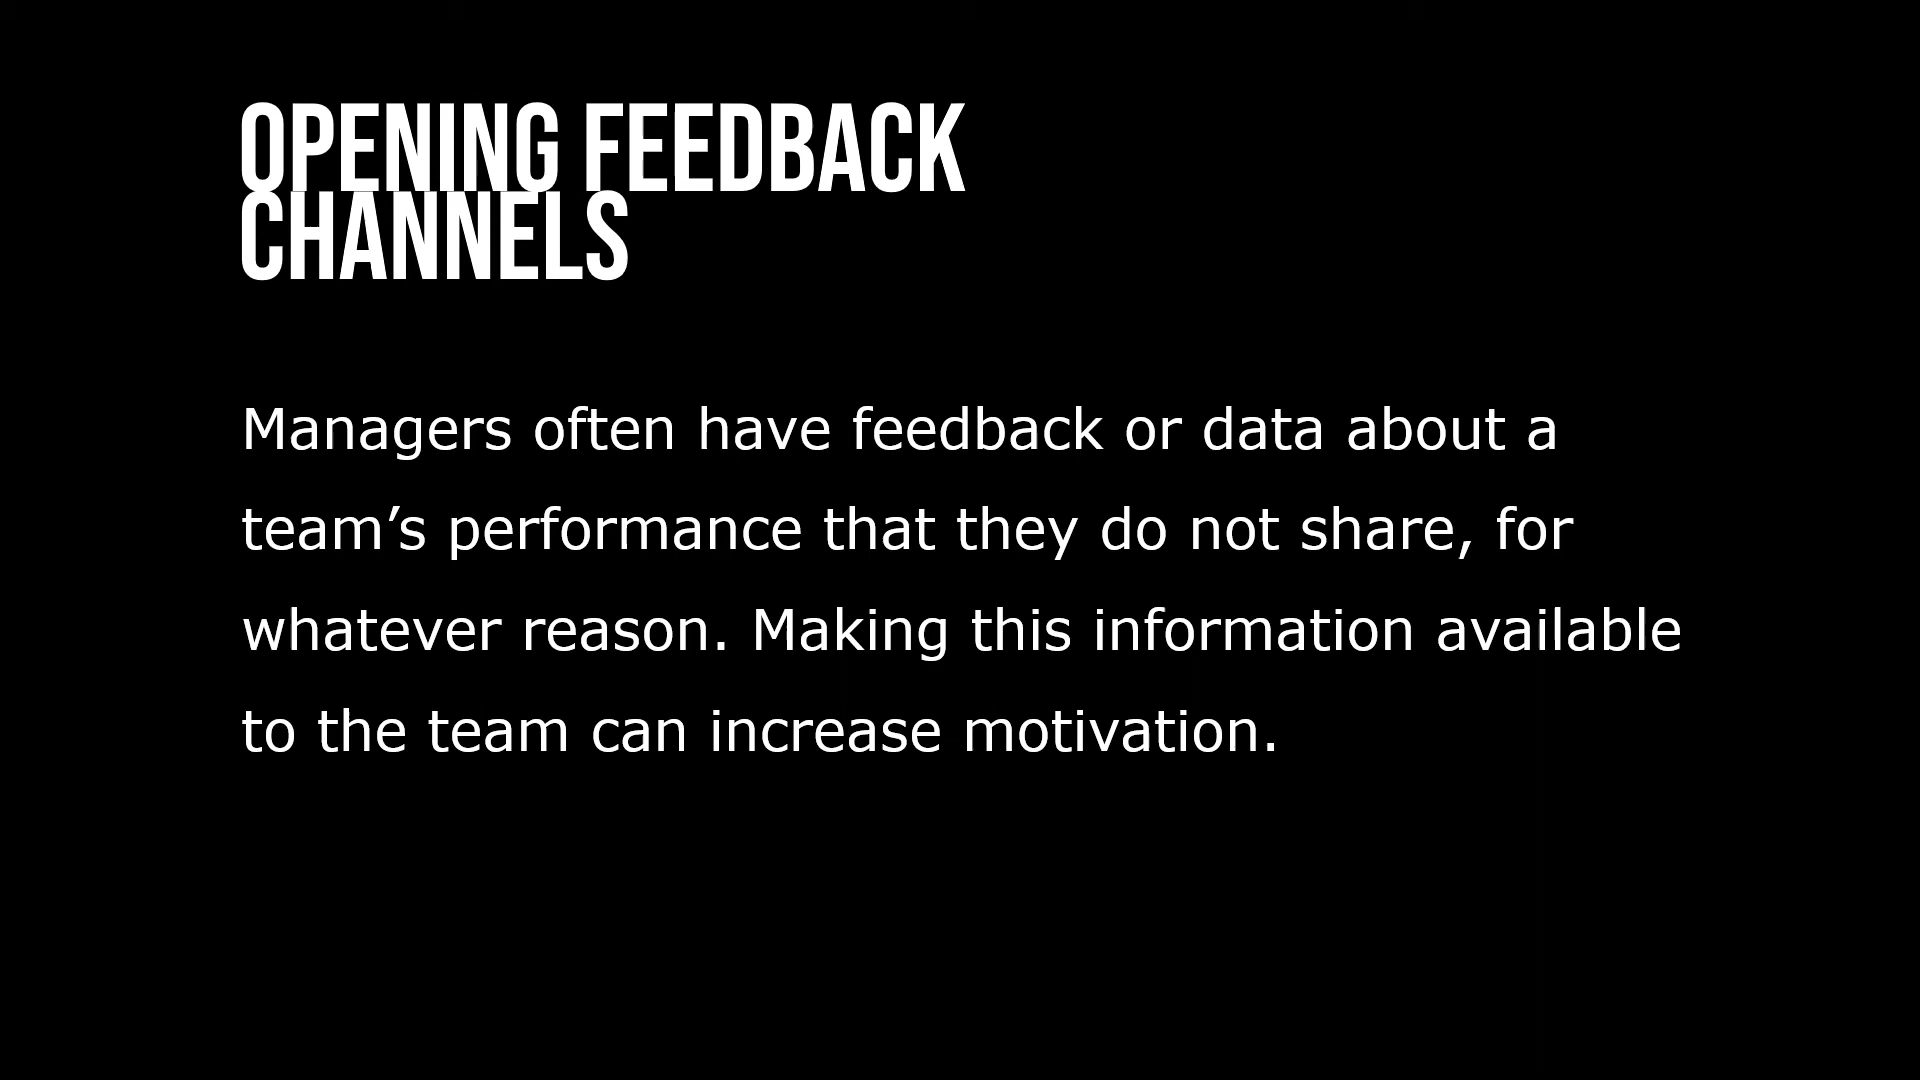 OPENING FEEDBACK
CHANNELS
Managers often have feedback or data about a
team’s performance that they do not share, for
whatever reason. Making this information available
to the team can increase motivation.